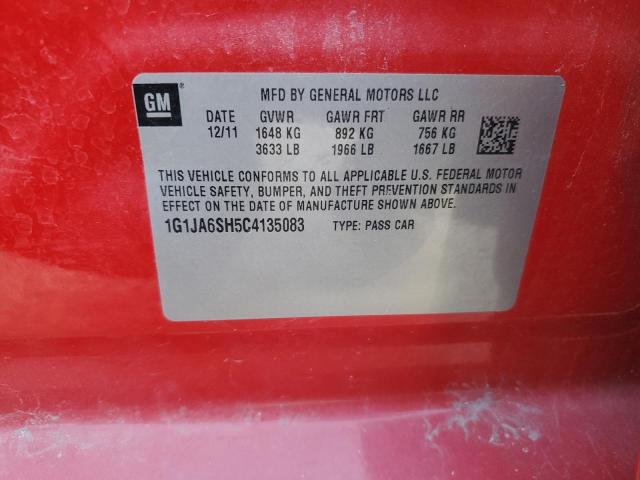 GM®
MFD BY GENERAL MOTORS LLC
DATE GVWR GAWR FRT GAWR RR
12/11 1648 KG 892 KG 756 KG
3633 LB 1966 LB 1667 LB
THIS VEHICLE CONFORMS TO ALL APPLICABLE U.S. FEDERAL MOTOR
VEHICLE SAFETY, BUMPER, AND THEFT PREVENTION STANDARDS IN
EFFECT ON THE DATE OF MANUFACTURE SHOWN ABOVE.
1G1JA6SH5C4135083 TYPE: PASS CAR